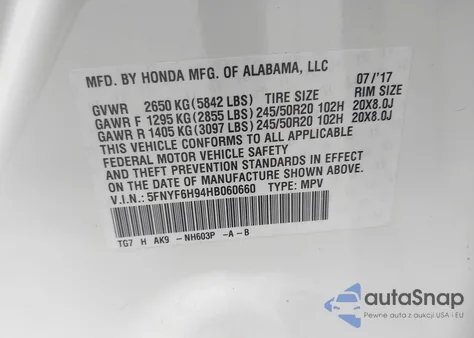 MFD. BY HONDA MFG. OF ALABAMA, LLC 07/'17
GVWR 2650 KG (5842 LBS) TIRE SIZE RIM SIZE
GAWR F 1295 KG (2855 LBS) 245/50R20 102H 20X8.0J
GAWR R 1405 KG (3097 LBS) 245/50R20 102H 20X8.0J
THIS VEHICLE CONFORMS TO ALL APPLICABLE
FEDERAL MOTOR VEHICLE SAFETY
AND THEFT PREVENTION STANDARDS IN EFFECT
ON THE DATE OF MANUFACTURE SHOWN ABOVE.
V.I.N.: 5FNYF6H94HB060660 TYPE: MPV
TG7 H AK9 -NH603P -A-B
autoSnap
Pewne auta z aukcji USA i EU